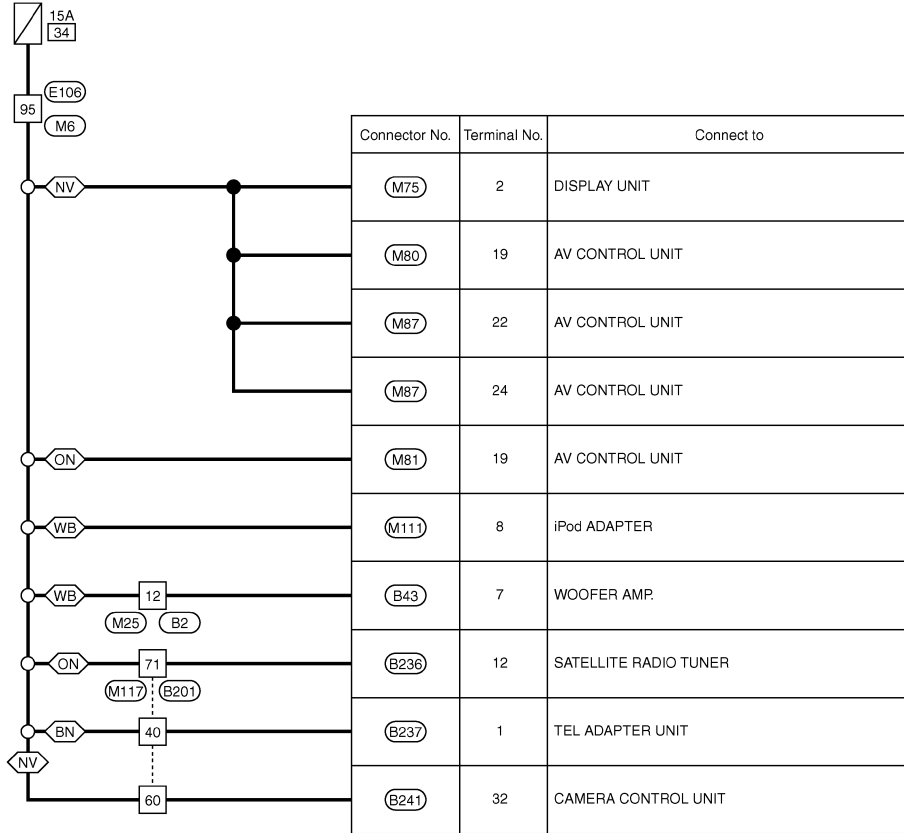 15A
34
E106
95
M6
Connector No. Terminal No. Connect to
NV M75 2 DISPLAY UNIT
M80 19 AV CONTROL UNIT
M87 22 AV CONTROL UNIT
M87 24 AV CONTROL UNIT
ON M81 19 AV CONTROL UNIT
WB M111 8 iPod ADAPTER
WB 12 B43 7 WOOFER AMP.
M25 B2
ON 71 B236 12 SATELLITE RADIO TUNER
M117 B201
BN 40 B237 1 TEL ADAPTER UNIT
NV
60 B241 32 CAMERA CONTROL UNIT